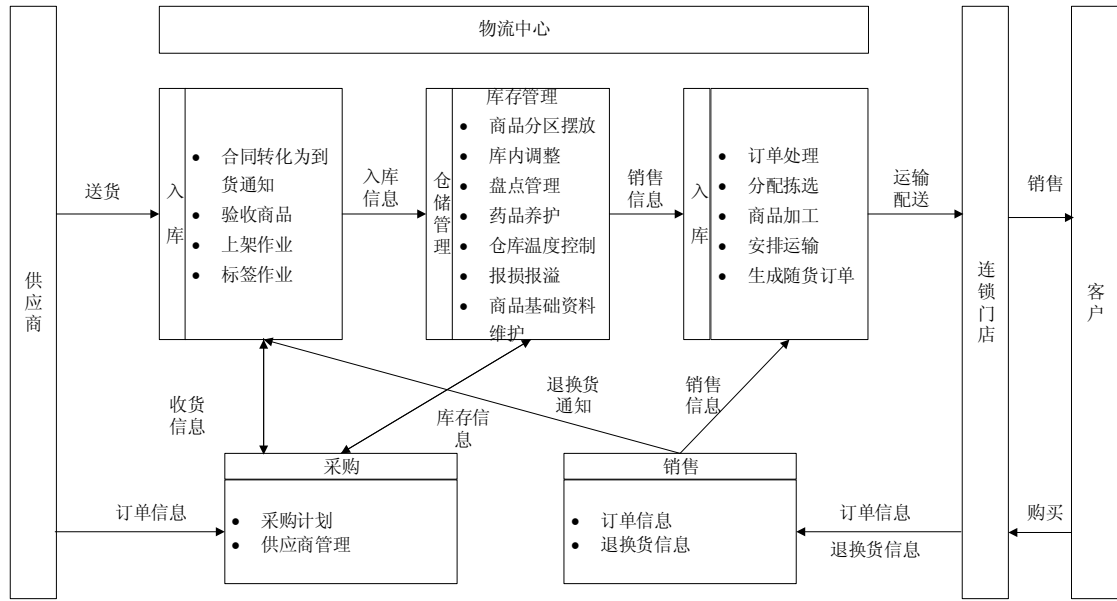 物流中心
供应商
送货
入库
● 合同转化为到
货通知
● 验收商品
● 上架作业
● 标签作业
入库
信息
仓储管理
库存管理
● 商品分区摆放
● 库内调整
● 盘点管理
● 药品养护
● 仓库温度控制
● 报损报溢
● 商品基础资料
维护
销售
信息
入库
● 订单处理
● 分配拣选
● 商品加工
● 安排运输
● 生成随货订单
运输
配送
连锁门店
销售
客户
收货
信息
库存信
息
退换货
通知
销售
信息
订单信息
采购
● 采购计划
● 供应商管理
销售
● 订单信息
● 退换货信息
订单信息
退换货信息
购买